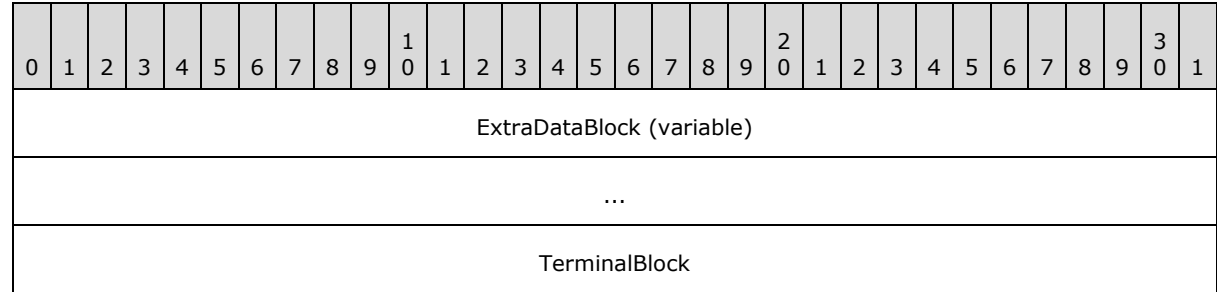 1 2 3
0 1 2 3 4 5 6 7 8 9 0 1 2 3 4 5 6 7 8 9 0 1 2 3 4 5 6 7 8 9 0 1
ExtraDataBlock (variable)
...
TerminalBlock